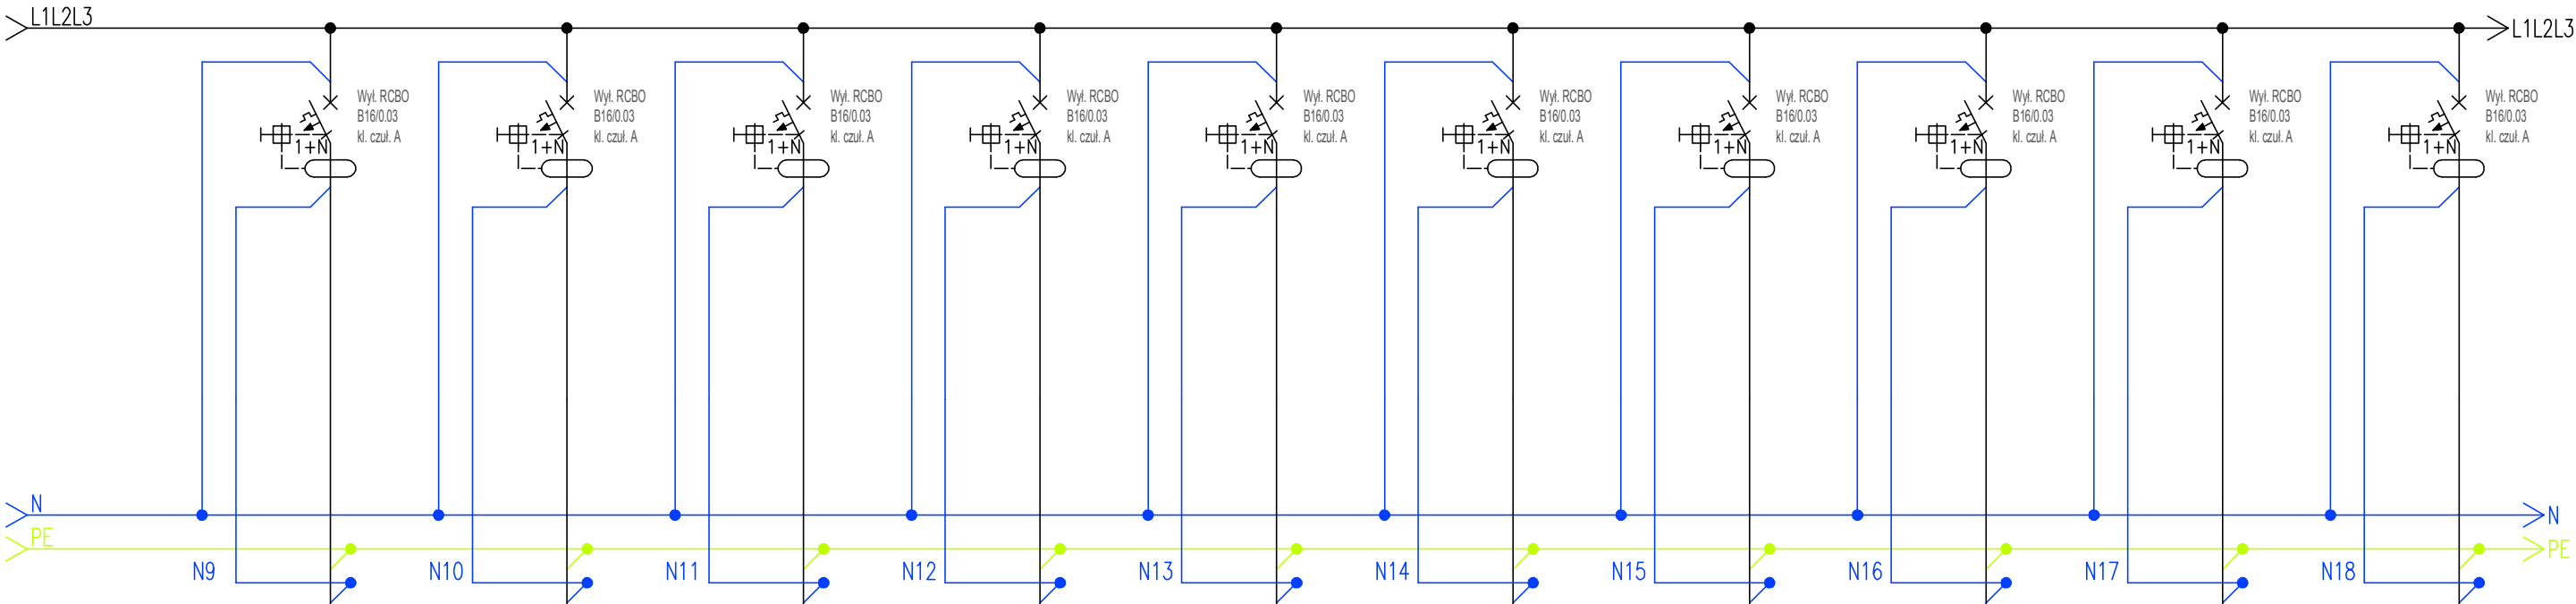 L1L2L3
L1L2L3
Wył. RCBO
B16/0.03
kl. czuł. A
1+N
Wył. RCBO
B16/0.03
kl. czuł. A
1+N
Wył. RCBO
B16/0.03
kl. czuł. A
1+N
Wył. RCBO
B16/0.03
kl. czuł. A
1+N
Wył. RCBO
B16/0.03
kl. czuł. A
1+N
Wył. RCBO
B16/0.03
kl. czuł. A
1+N
Wył. RCBO
B16/0.03
kl. czuł. A
1+N
Wył. RCBO
B16/0.03
kl. czuł. A
1+N
Wył. RCBO
B16/0.03
kl. czuł. A
1+N
Wył. RCBO
B16/0.03
kl. czuł. A
1+N
N
N
PE
PE
N9
N10
N11
N12
N13
N14
N15
N16
N17
N18